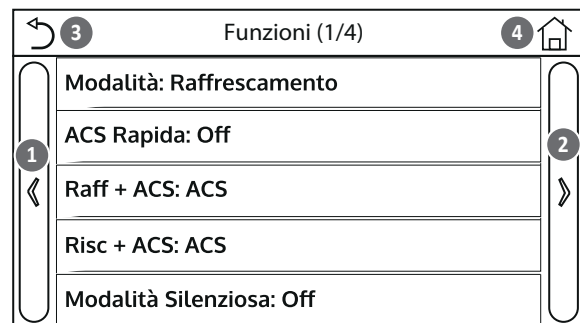 3 Funzioni (1/4) 4
Modalità: Raffrescamento
ACS Rapida: Off
1 2
Raff + ACS: ACS
Risc + ACS: ACS
Modalità Silenziosa: Off